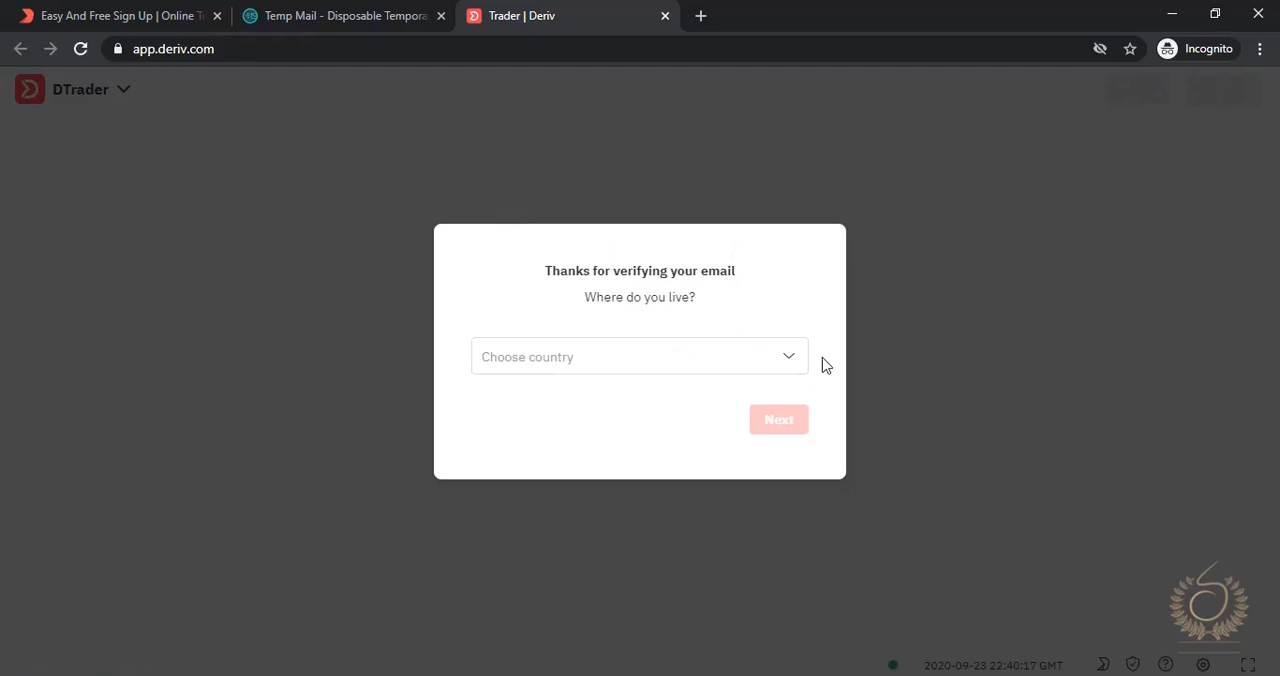 Easy And Free Sign Up | Online T
Temp Mail - Disposable Tempora
Trader | Deriv
app.deriv.com
Incognito
DTrader
Thanks for verifying your email
Where do you live?
Choose country
Next
2020-09-23 22:40:17 GMT